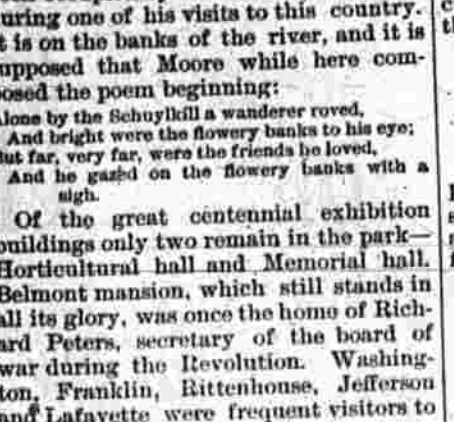 uring one of his visits to this country.
t is on the banks of the river, and it is
upposed that Moore while here com-
osed the poem beginning:
lone by the Schuylkill a wanderer roved,
And bright were the flowery banks to his eye;
But far, very far, were the friends he loved,
And he gazed on the flowery banks with a
sigh.
Of the great centennial exhibition
buildings only two remain in the park—
Horticultural hall and Memorial hall.
Belmont mansion, which still stands in
all its glory, was once the home of Rich-
ard Peters, secretary of the board of
war during the Revolution. Washing-
ton, Franklin, Rittenhouse, Jefferson
and Lafayette were frequent visitors to